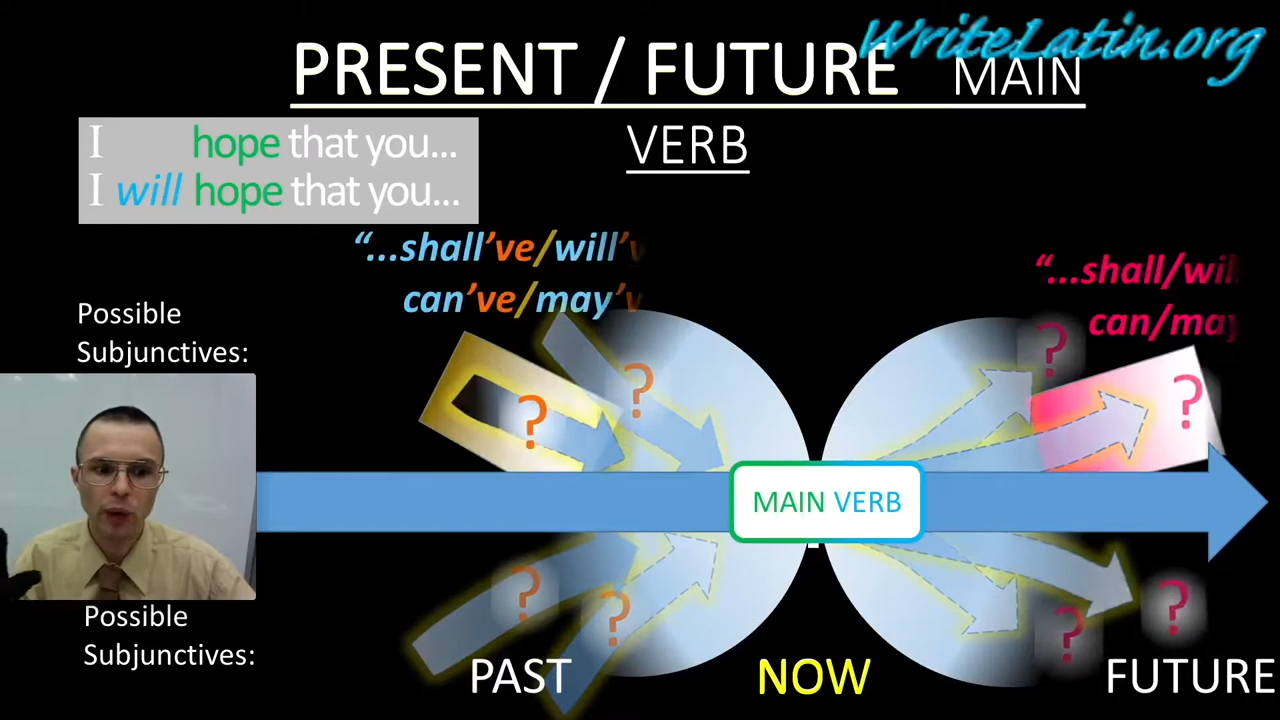 WriteLatin.org
PRESENT / FUTURE MAIN
VERB
I hope that you...
I will hope that you...
“...shall’ve/will’v
can’ve/may’v
“...shall/wil
can/may
Possible
Subjunctives:
?
?
?
?
?
?
?
?
MAIN VERB
Possible
Subjunctives:
PAST
NOW
FUTURE